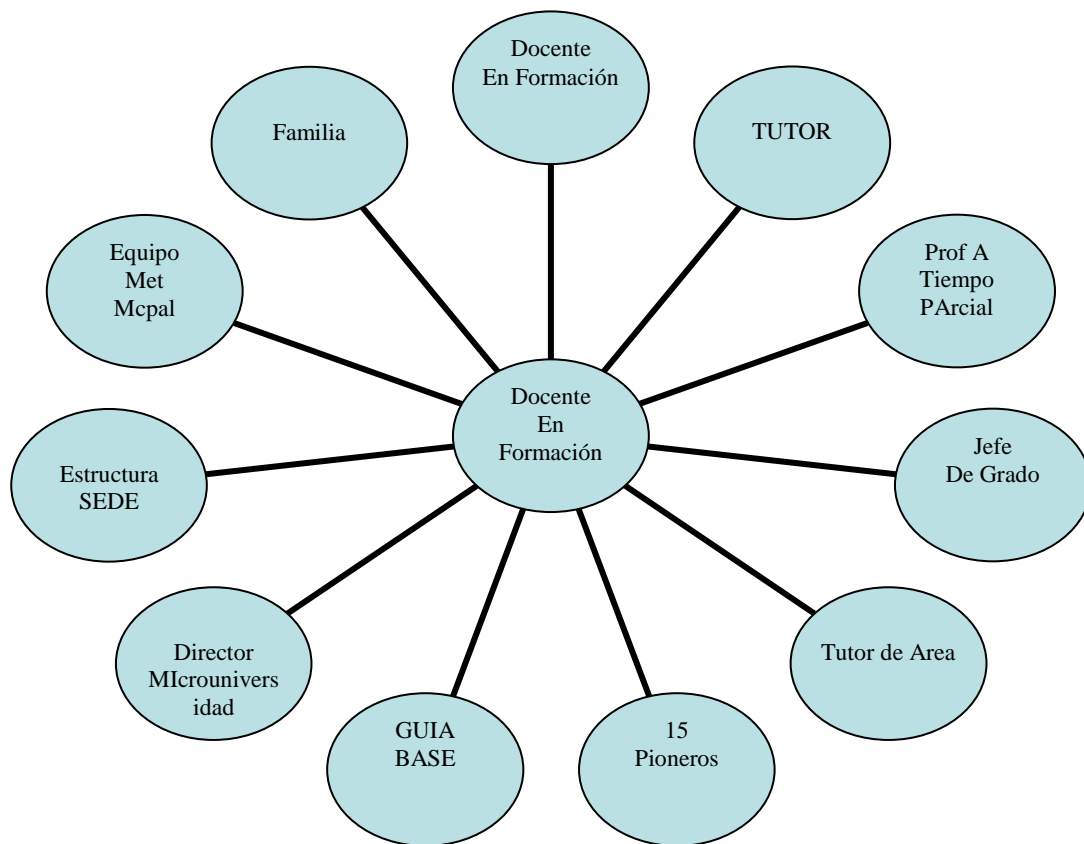 Docente
En Formación
TUTOR
Prof A
Tiempo
PArcial
Jefe
De Grado
Tutor de Area
15
Pioneros
GUIA
BASE
Director
MIcrounivers
idad
Estructura
SEDE
Equipo
Met
Mcpal
Familia
Docente
En
Formación